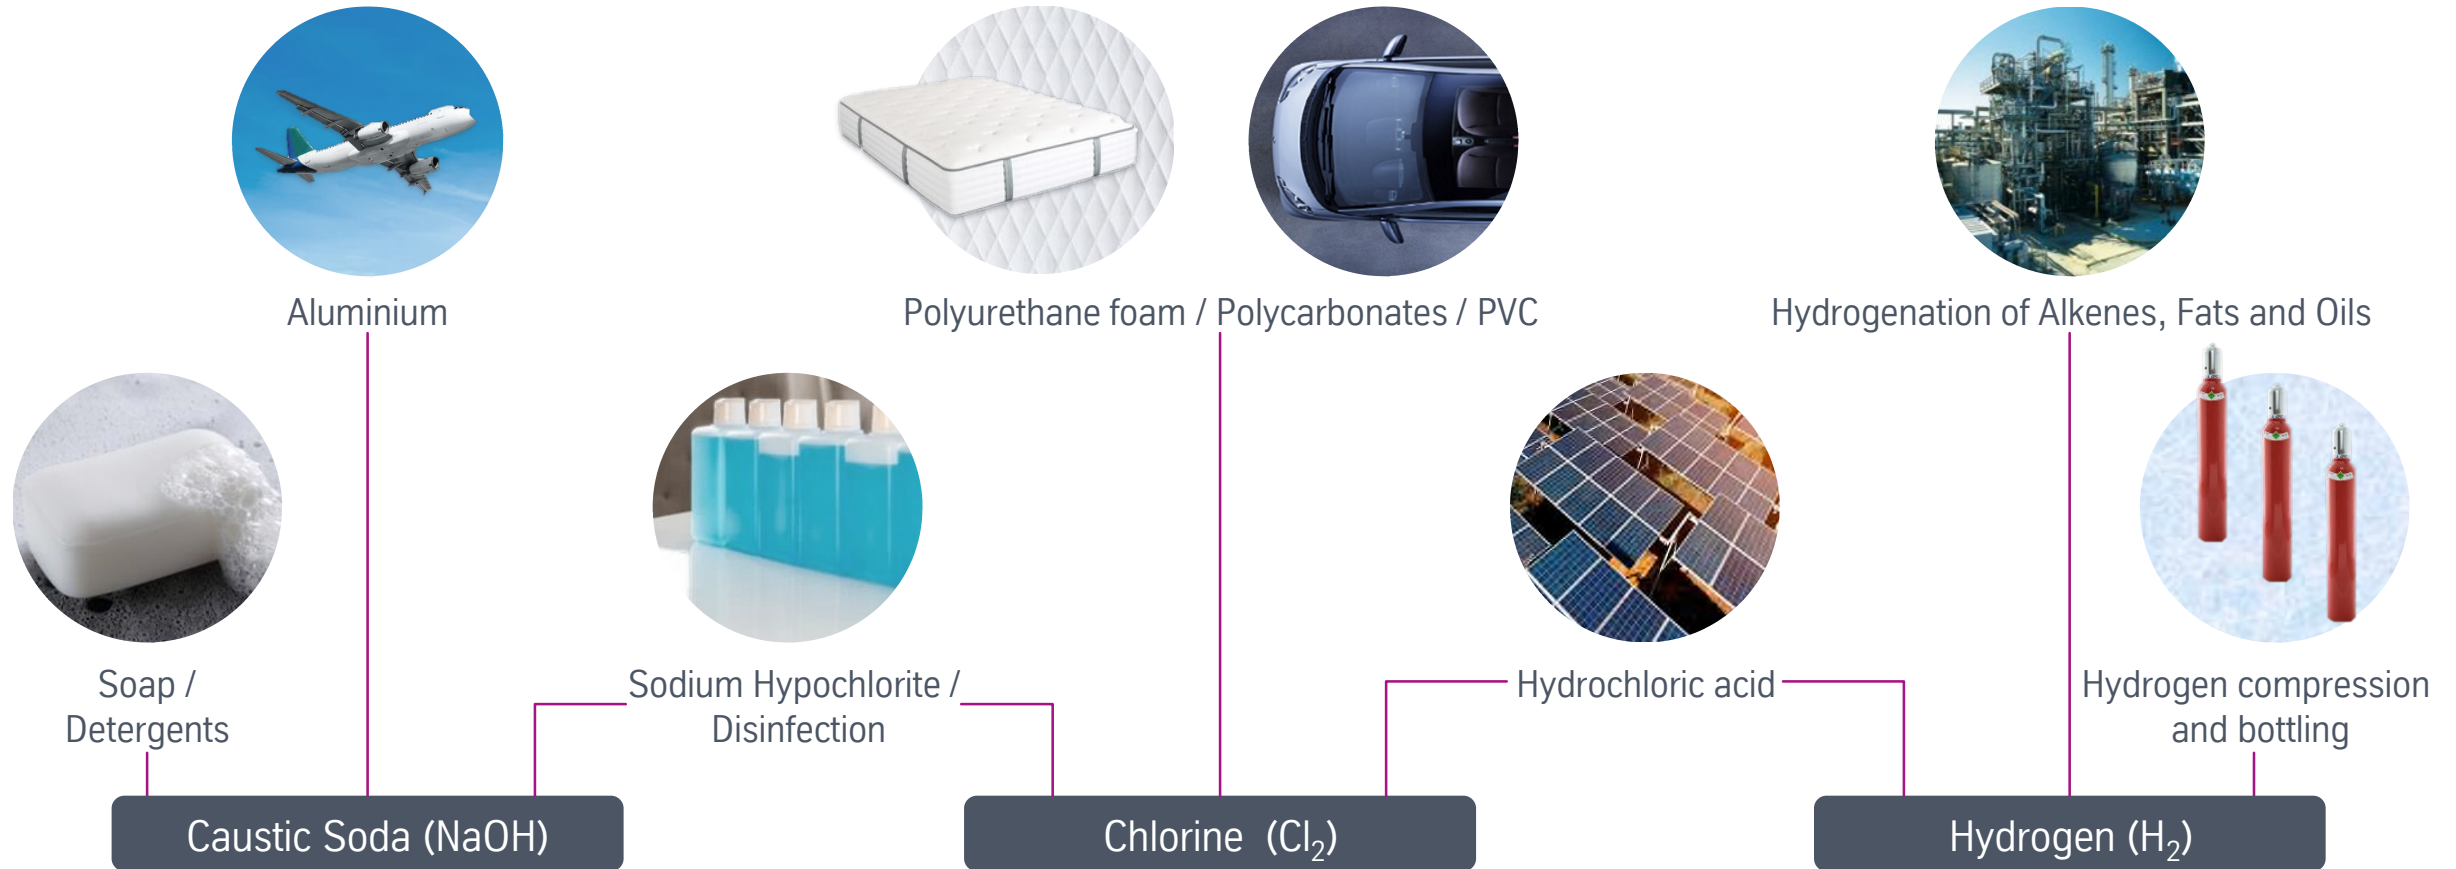 Aluminium
Polyurethane foam / Polycarbonates / PVC
Hydrogenation of Alkenes, Fats and Oils
Soap /
Detergents
Sodium Hypochlorite /
Disinfection
Hydrochloric acid
Hydrogen compression
and bottling
Caustic Soda (NaOH)
Chlorine (Cl₂)
Hydrogen (H₂)